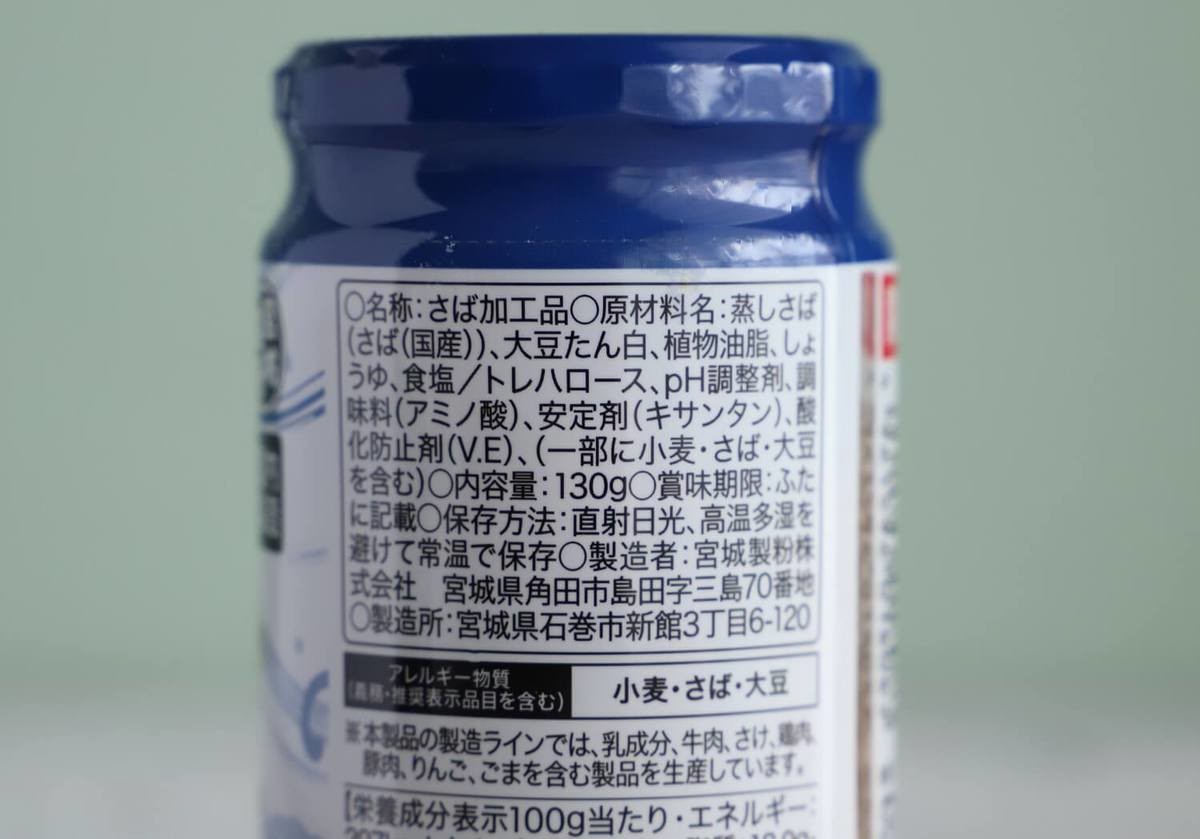 〇名称：さば加工品〇原材料名：蒸しさば
(さば(国産))、大豆たん白、植物油脂、しょ
うゆ、食塩／トレハロース、pH調整剤、調
味料(アミノ酸)、安定剤(キサンタン)、酸
化防止剤(V.E)、(一部に小麦・さば・大豆
を含む)〇内容量：130g〇賞味期限：ふた
に記載〇保存方法：直射日光、高温多湿を
避けて常温で保存〇製造者：宮城製粉株
式会社　宮城県角田市島田字三島70番地
〇製造所：宮城県石巻市新館3丁目6-120
アレルギー物質
(義務・推奨表示品目を含む)
小麦・さば・大豆
※本製品の製造ラインでは、乳成分、牛肉、さけ、鶏肉、
豚肉、りんご、ごまを含む製品を生産しています。
【栄養成分表示100g当たり・エネルギー：